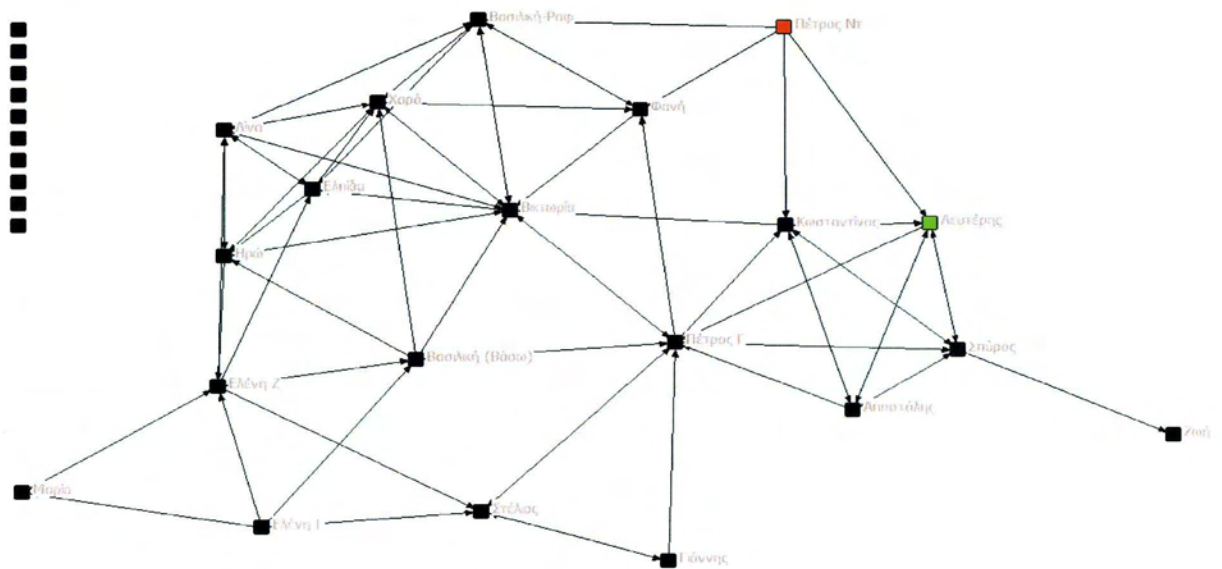 Βασιλική-Ραφ
Πέτρος Ντ
Χαρά
Φανή
Λίνα
Ελπίδα
Βικτωρία
Κωνσταντίνος
Λευτέρης
Ηρώ
Πέτρος Γ
Σπύρος
Βασιλική (Βάσω)
Ελένη Ζ
Αποστόλης
Ζωή
Μαρία
Στέλιος
Ελένη Ι
Γιάννης